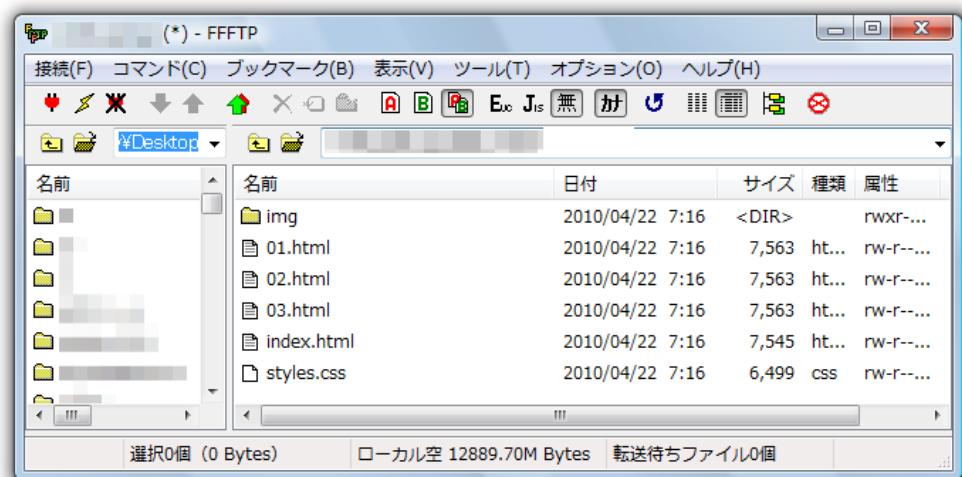 (*) - FFFTP
接続(F) コマンド(C) ブックマーク(B) 表示(V) ツール(T) オプション(O) ヘルプ(H)
A B Euc Jis 無 カナ
¥Desktop
名前 名前 日付 サイズ 種類 属性
img 2010/04/22 7:16 <DIR> rwxr-...
01.html 2010/04/22 7:16 7,563 ht... rw-r--...
02.html 2010/04/22 7:16 7,563 ht... rw-r--...
03.html 2010/04/22 7:16 7,563 ht... rw-r--...
index.html 2010/04/22 7:16 7,545 ht... rw-r--...
styles.css 2010/04/22 7:16 6,499 css rw-r--...
選択0個 (0 Bytes) ローカル空 12889.70M Bytes 転送待ちファイル0個